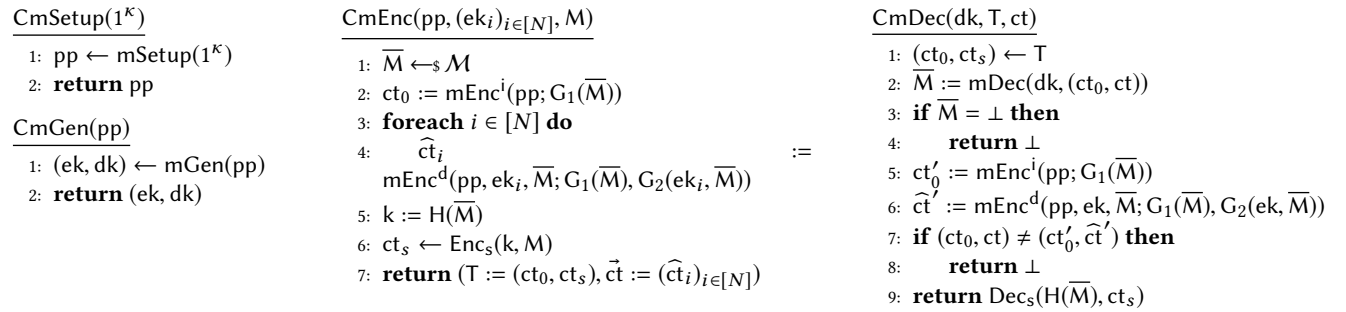 CmSetup(1^κ)
1: pp ← mSetup(1^κ)
2: return pp
CmGen(pp)
1: (ek, dk) ← mGen(pp)
2: return (ek, dk)
CmEnc(pp, (ek_i)_{i∈[N]}, M)
1: M̅ ←$ ℳ
2: ct_0 := mEnc^i(pp; G_1(M̅))
3: foreach i ∈ [N] do
4: ĉt_i :=
mEnc^d(pp, ek_i, M̅; G_1(M̅), G_2(ek_i, M̅))
5: k := H(M̅)
6: ct_s ← Enc_s(k, M)
7: return (T := (ct_0, ct_s), c⃗t := (ĉt_i)_{i∈[N]})
CmDec(dk, T, ct)
1: (ct_0, ct_s) ← T
2: M̅ := mDec(dk, (ct_0, ct))
3: if M̅ = ⊥ then
4: return ⊥
5: ct′_0 := mEnc^i(pp; G_1(M̅))
6: ĉt′ := mEnc^d(pp, ek, M̅; G_1(M̅), G_2(ek, M̅))
7: if (ct_0, ct) ≠ (ct′_0, ĉt′) then
8: return ⊥
9: return Dec_s(H(M̅), ct_s)